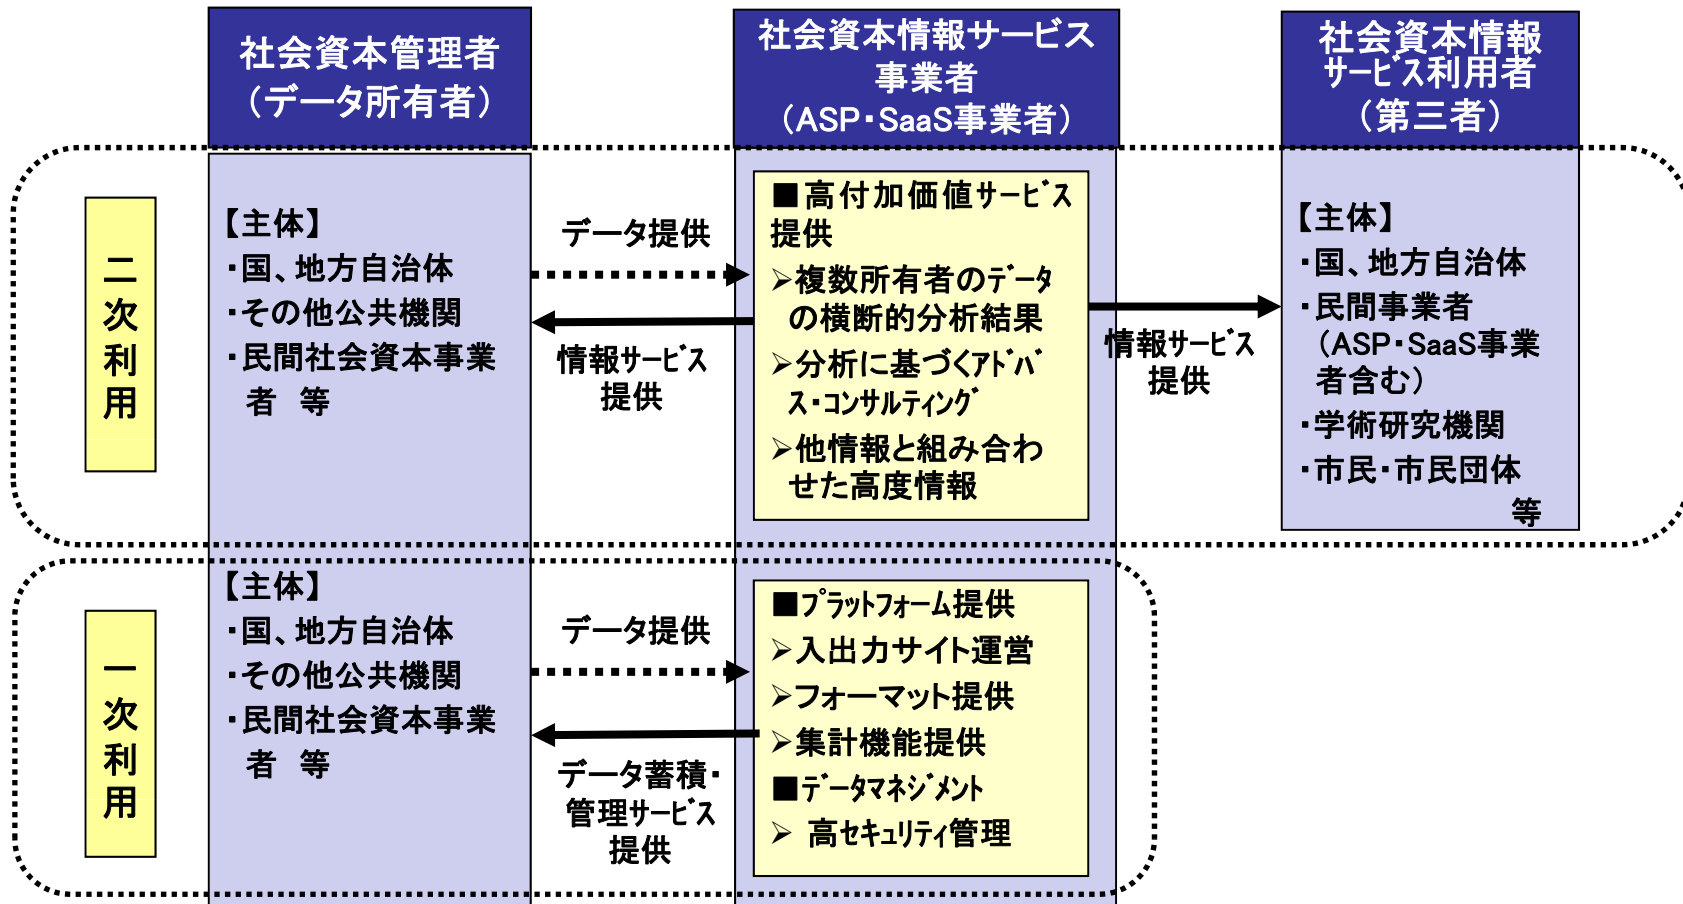 社会資本管理者
（データ所有者）
社会資本情報サービス
事業者
（ASP・SaaS事業者）
社会資本情報
サービス利用者
（第三者）
二次利用
【主体】
・国、地方自治体
・その他公共機関
・民間社会資本事業
者 等
データ提供
情報サービス
提供
■高付加価値サービス
提供
➢複数所有者のデータ
の横断的分析結果
➢分析に基づくアドバ
ス・コンサルティング
➢他情報と組み合わ
せた高度情報
情報サービス
提供
【主体】
・国、地方自治体
・民間事業者
（ASP・SaaS事業
者含む）
・学術研究機関
・市民・市民団体
等
一次利用
【主体】
・国、地方自治体
・その他公共機関
・民間社会資本事業
者 等
データ提供
データ蓄積・
管理サービス
提供
■プラットフォーム提供
➢入出力サイト運営
➢フォーマット提供
➢集計機能提供
■データマネジメント
➢ 高セキュリティ管理